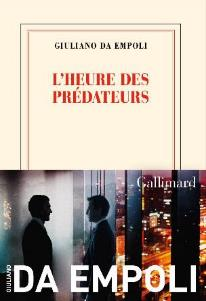 GIULIANO DA EMPOLI
L'HEURE DES
PRÉDATEURS
Gallimard
GIULIANO
DA EMPOLI